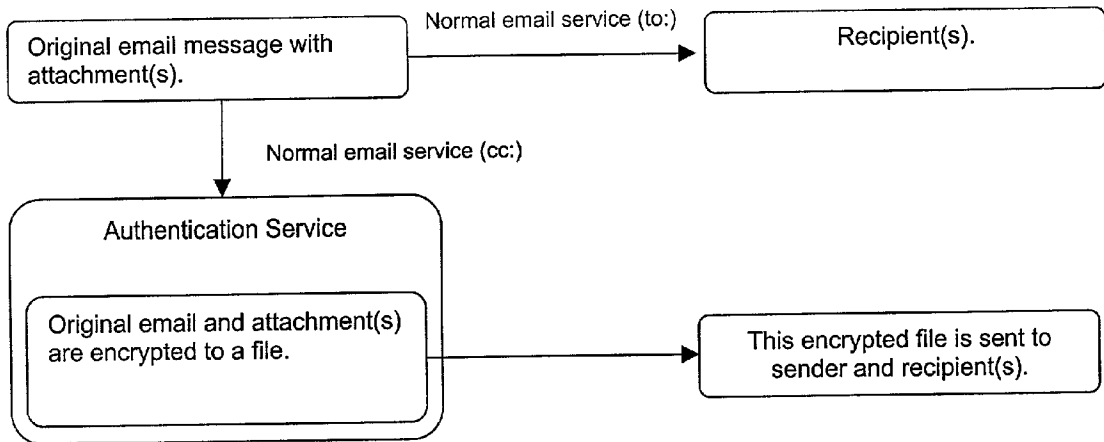 Normal email service (to:)
Original email message with
attachment(s).
Recipient(s).
Normal email service (cc:)
Authentication Service
Original email and attachment(s)
are encrypted to a file.
This encrypted file is sent to
sender and recipient(s).